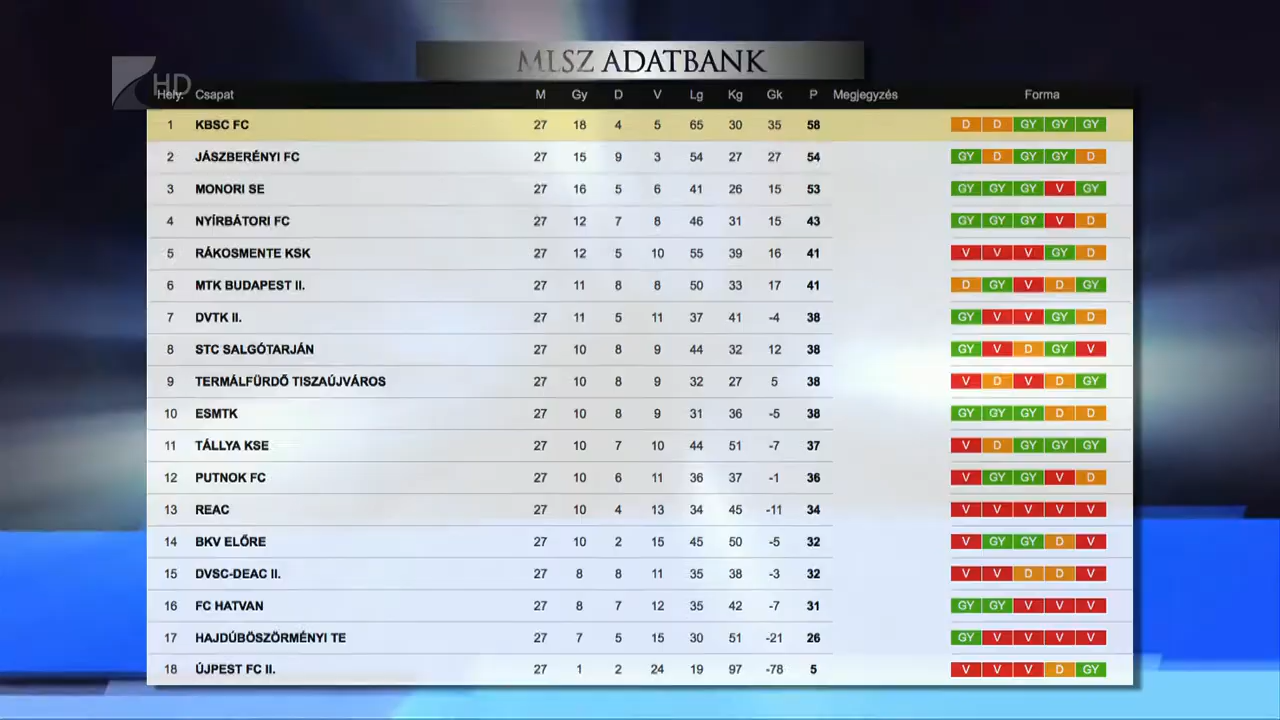 MLSZ ADATBANK
HD
Hely. Csapat M Gy D V Lg Kg Gk P Megjegyzés Forma
1 KBSC FC 27 18 4 5 65 30 35 58 D D GY GY GY
2 JÁSZBERÉNYI FC 27 15 9 3 54 27 27 54 GY D GY GY D
3 MONORI SE 27 16 5 6 41 26 15 53 GY GY GY V GY
4 NYÍRBÁTORI FC 27 12 7 8 46 31 15 43 GY GY GY V D
5 RÁKOSMENTE KSK 27 12 5 10 55 39 16 41 V V V GY D
6 MTK BUDAPEST II. 27 11 8 8 50 33 17 41 D GY V D GY
7 DVTK II. 27 11 5 11 37 41 -4 38 GY V V GY D
8 STC SALGÓTARJÁN 27 10 8 9 44 32 12 38 GY V D GY V
9 TERMÁLFÜRDŐ TISZAÚJVÁROS 27 10 8 9 32 27 5 38 V D V D GY
10 ESMTK 27 10 8 9 31 36 -5 38 GY GY GY D D
11 TÁLLYA KSE 27 10 7 10 44 51 -7 37 V D GY GY GY
12 PUTNOK FC 27 10 6 11 36 37 -1 36 V GY GY V D
13 REAC 27 10 4 13 34 45 -11 34 V V V V V
14 BKV ELŐRE 27 10 2 15 45 50 -5 32 V GY GY D V
15 DVSC-DEAC II. 27 8 8 11 35 38 -3 32 V V D D V
16 FC HATVAN 27 8 7 12 35 42 -7 31 GY GY V V V
17 HAJDÚBÖSZÖRMÉNYI TE 27 7 5 15 30 51 -21 26 GY V V V V
18 ÚJPEST FC II. 27 1 2 24 19 97 -78 5 V V V D GY